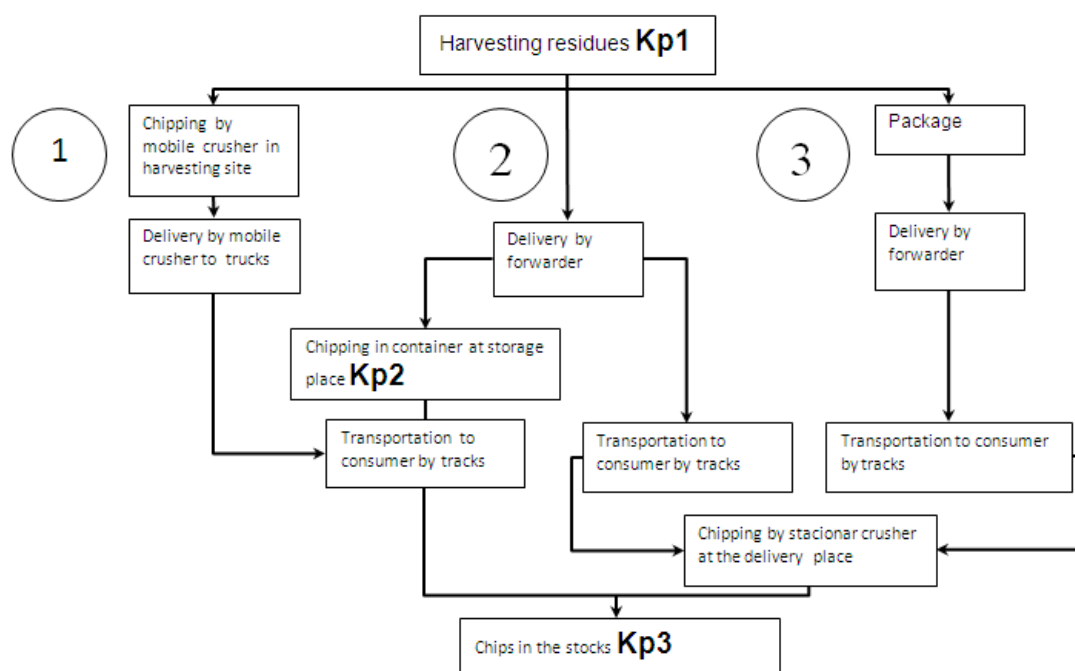 Harvesting residues Kp1
1
Chipping by
mobile crusher in
harvesting site
2
3
Package
Delivery by mobile
crusher to trucks
Delivery by
forwarder
Delivery by
forwarder
Chipping in container at storage
place Kp2
Transportation to
consumer by tracks
Transportation to
consumer by tracks
Transportation to consumer
by tracks
Chipping by stacionar crusher
at the delivery place
Chips in the stocks Kp3